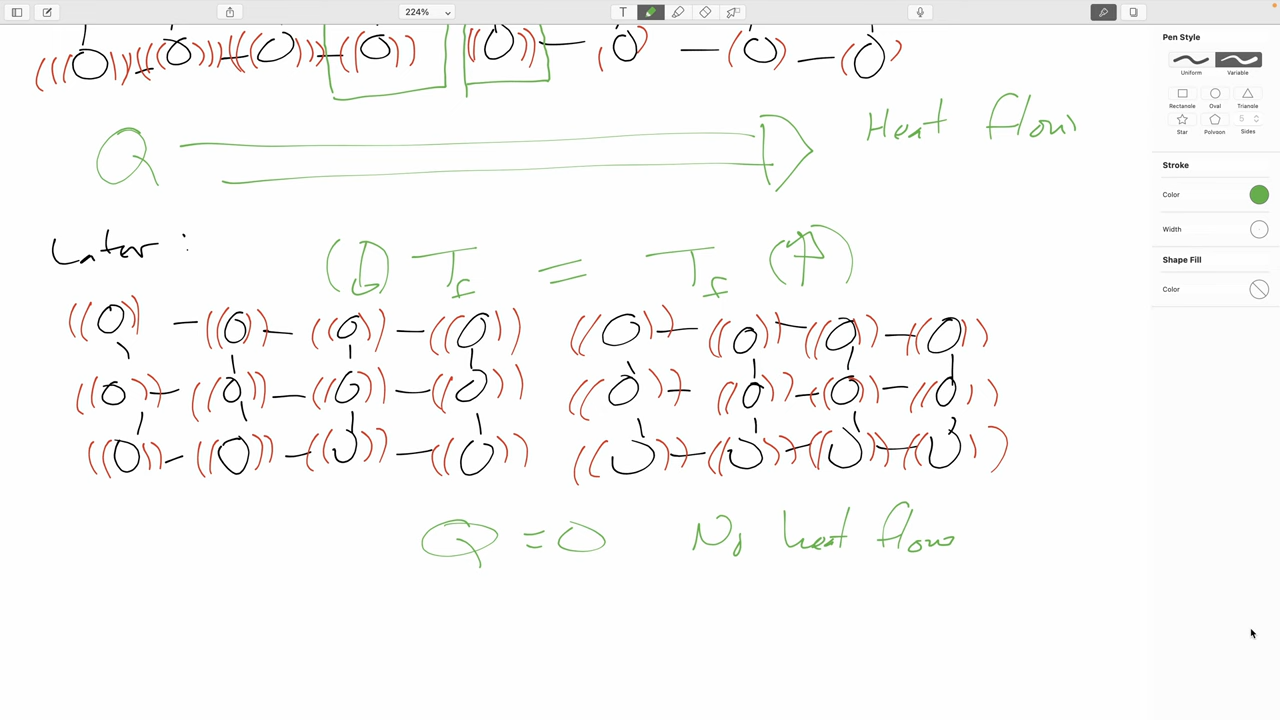 224%
Pen Style
Uniform Variable
Rectangle Oval Triangle
Star Polygon 5 Sides
Stroke
Color
Width
Shape Fill
Color
Q Heat flow
Later :
(↓) Tf = Tf (↑)
Q = 0 No heat flow